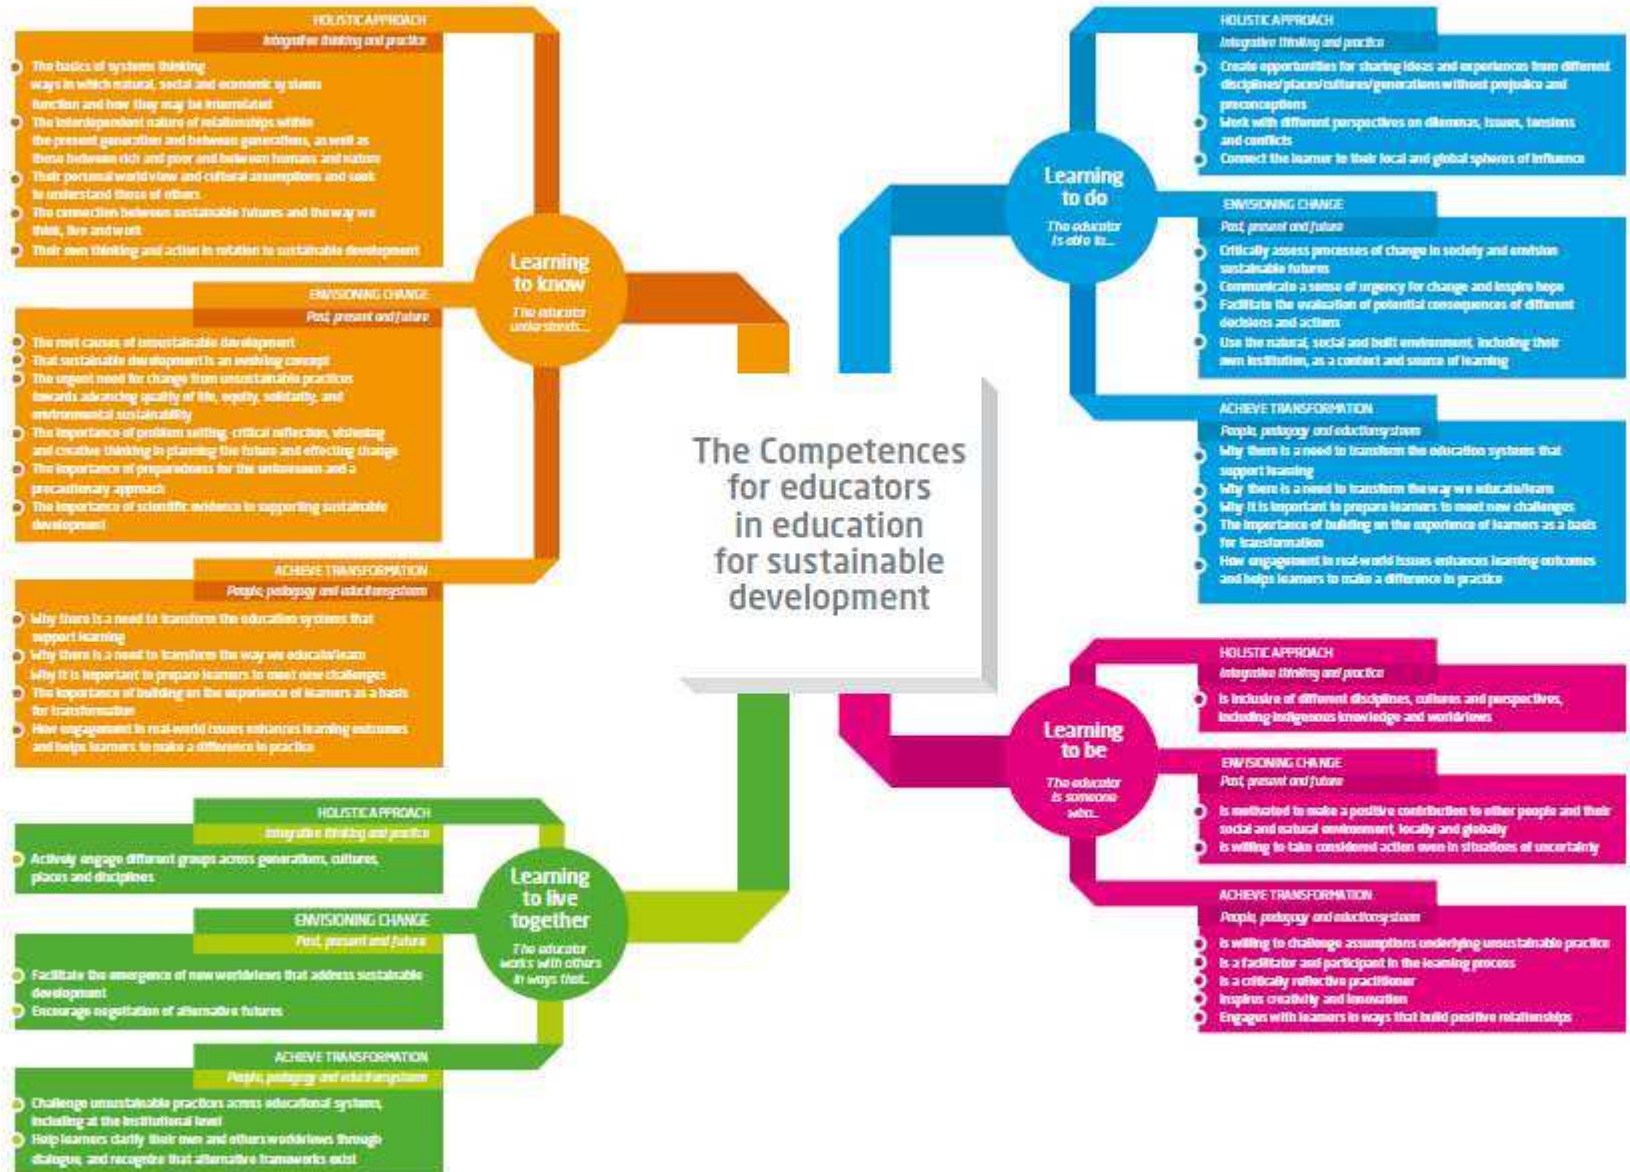 The Competences
for educators
in education
for sustainable
development
Learning
to know
The educator
understands...
HOLISTIC APPROACH
Integrative thinking and practice
The basics of systems thinking
ways in which natural, social and economic systems
function and how they may be interrelated
The interdependent nature of relationships within
the present generation and between generations, as well as
those between rich and poor and between humans and nature
Their personal world view and cultural assumptions and seek
to understand those of others
The connection between sustainable futures and the way we
think, live and work
Their own thinking and action in relation to sustainable development
ENVISIONING CHANGE
Past, present and future
The root causes of unsustainable development
That sustainable development is an evolving concept
The urgent need for change from unsustainable practices
towards advancing quality of life, equity, solidarity, and
environmental sustainability
The importance of problem setting, critical reflection, visioning
and creative thinking in planning the future and effecting change
The importance of preparedness for the unforeseen and a
precautionary approach
The importance of scientific evidence in supporting sustainable
development
ACHIEVE TRANSFORMATION
People, pedagogy and eductionsystem
Why there is a need to transform the education systems that
support learning
Why there is a need to transform the way we educate/learn
Why it is important to prepare learners to meet new challenges
The importance of building on the experience of learners as a basis
for transformation
How engagement in real-world issues enhances learning outcomes
and helps learners to make a difference in practice
Learning
to live
together
The educator
works with others
in ways that...
HOLISTIC APPROACH
Integrative thinking and practice
Actively engage different groups across generations, cultures,
places and disciplines
ENVISIONING CHANGE
Past, present and future
Facilitate the emergence of new worldviews that address sustainable
development
Encourage negotiation of alternative futures
ACHIEVE TRANSFORMATION
People, pedagogy and eductionsystem
Challenge unsustainable practices across educational systems,
including at the institutional level
Help learners clarify their own and others worldviews through
dialogue, and recognize that alternative frameworks exist
Learning
to do
The educator
is able to...
HOLISTIC APPROACH
Integrative thinking and practice
Create opportunities for sharing ideas and experiences from different
disciplines/places/cultures/generations without prejudice and
preconceptions
Work with different perspectives on dilemmas, issues, tensions
and conflicts
Connect the learner to their local and global spheres of influence
ENVISIONING CHANGE
Past, present and future
Critically assess processes of change in society and envision
sustainable futures
Communicate a sense of urgency for change and inspire hope
Facilitate the evaluation of potential consequences of different
decisions and actions
Use the natural, social and built environment, including their
own institution, as a context and source of learning
ACHIEVE TRANSFORMATION
People, pedagogy and eductionsystem
Why there is a need to transform the education systems that
support learning
Why there is a need to transform the way we educate/learn
Why it is important to prepare learners to meet new challenges
The importance of building on the experience of learners as a basis
for transformation
How engagement in real-world issues enhances learning outcomes
and helps learners to make a difference in practice
Learning
to be
The educator
is someone
who...
HOLISTIC APPROACH
Integrative thinking and practice
Is inclusive of different disciplines, cultures and perspectives,
including indigenous knowledge and worldviews
ENVISIONING CHANGE
Past, present and future
Is motivated to make a positive contribution to other people and their
social and natural environment, locally and globally
Is willing to take considered action even in situations of uncertainly
ACHIEVE TRANSFORMATION
People, pedagogy and eductionsystem
Is willing to challenge assumptions underlying unsustainable practice
Is a facilitator and participant in the learning process
Is a critically reflective practitioner
Inspires creativity and innovation
Engages with learners in ways that build positive relationships